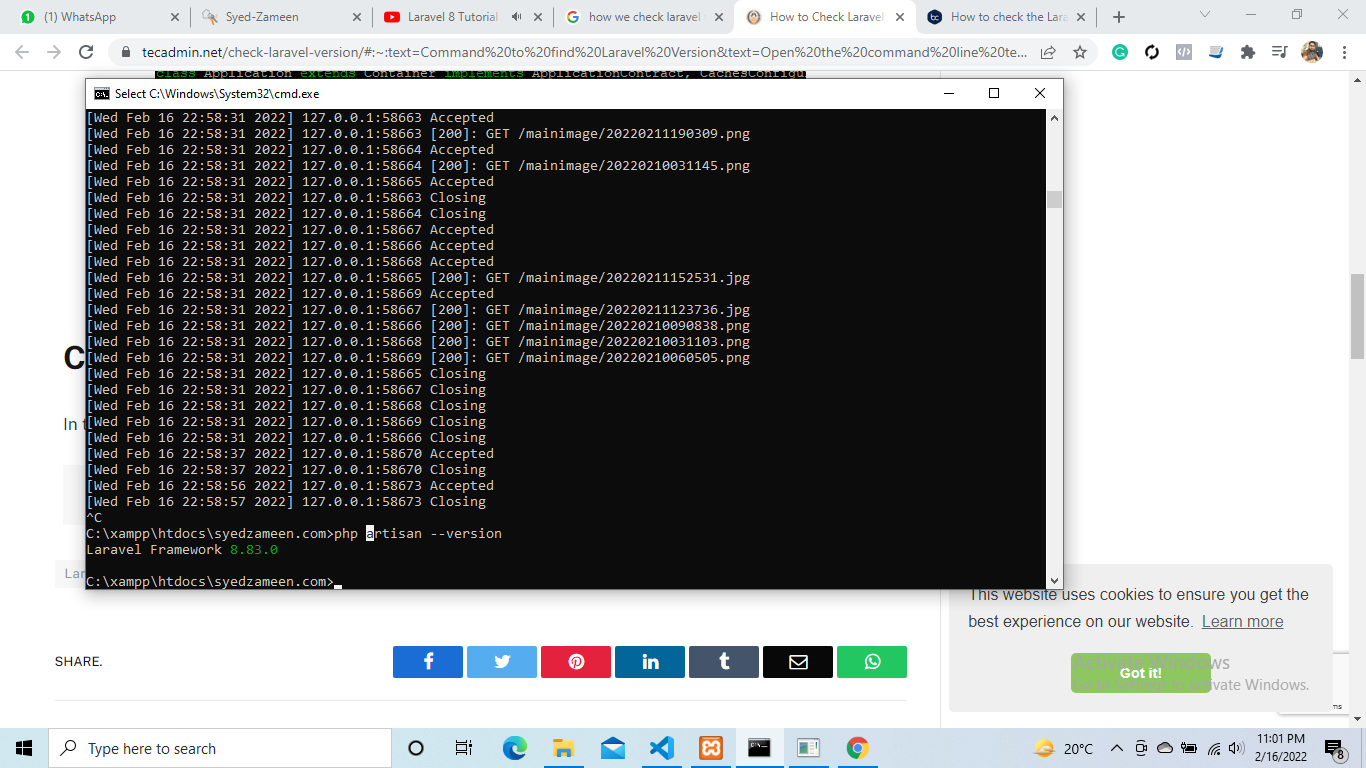 (1) WhatsApp
Syed-Zameen
Laravel 8 Tutorial
how we check laravel
How to Check Laravel
How to check the Lara
tecadmin.net/check-laravel-version/#:~:text=Command%20to%20find%20Laravel%20Version&text=Open%20the%20command%20line%20te...
class Application extends Container implements ApplicationContract, CachesConfigu
Select C:\Windows\System32\cmd.exe
[Wed Feb 16 22:58:31 2022] 127.0.0.1:58663 Accepted
[Wed Feb 16 22:58:31 2022] 127.0.0.1:58663 [200]: GET /mainimage/20220211190309.png
[Wed Feb 16 22:58:31 2022] 127.0.0.1:58664 Accepted
[Wed Feb 16 22:58:31 2022] 127.0.0.1:58664 [200]: GET /mainimage/20220210031145.png
[Wed Feb 16 22:58:31 2022] 127.0.0.1:58665 Accepted
[Wed Feb 16 22:58:31 2022] 127.0.0.1:58663 Closing
[Wed Feb 16 22:58:31 2022] 127.0.0.1:58664 Closing
[Wed Feb 16 22:58:31 2022] 127.0.0.1:58667 Accepted
[Wed Feb 16 22:58:31 2022] 127.0.0.1:58666 Accepted
[Wed Feb 16 22:58:31 2022] 127.0.0.1:58668 Accepted
[Wed Feb 16 22:58:31 2022] 127.0.0.1:58665 [200]: GET /mainimage/20220211152531.jpg
[Wed Feb 16 22:58:31 2022] 127.0.0.1:58669 Accepted
[Wed Feb 16 22:58:31 2022] 127.0.0.1:58667 [200]: GET /mainimage/20220211123736.jpg
[Wed Feb 16 22:58:31 2022] 127.0.0.1:58666 [200]: GET /mainimage/20220210090838.png
[Wed Feb 16 22:58:31 2022] 127.0.0.1:58668 [200]: GET /mainimage/20220210031103.png
[Wed Feb 16 22:58:31 2022] 127.0.0.1:58669 [200]: GET /mainimage/20220210060505.png
[Wed Feb 16 22:58:31 2022] 127.0.0.1:58665 Closing
[Wed Feb 16 22:58:31 2022] 127.0.0.1:58667 Closing
[Wed Feb 16 22:58:31 2022] 127.0.0.1:58668 Closing
[Wed Feb 16 22:58:31 2022] 127.0.0.1:58669 Closing
[Wed Feb 16 22:58:31 2022] 127.0.0.1:58666 Closing
[Wed Feb 16 22:58:37 2022] 127.0.0.1:58670 Accepted
[Wed Feb 16 22:58:37 2022] 127.0.0.1:58670 Closing
[Wed Feb 16 22:58:56 2022] 127.0.0.1:58673 Accepted
[Wed Feb 16 22:58:57 2022] 127.0.0.1:58673 Closing
^C
C:\xampp\htdocs\syedzameen.com>php artisan --version
Laravel Framework 8.83.0
C:\xampp\htdocs\syedzameen.com>
C
In
Lar
This website uses cookies to ensure you get the
best experience on our website. Learn more
Got it!
Activate Windows
SHARE.
Type here to search
20°C
11:01 PM
2/16/2022
8